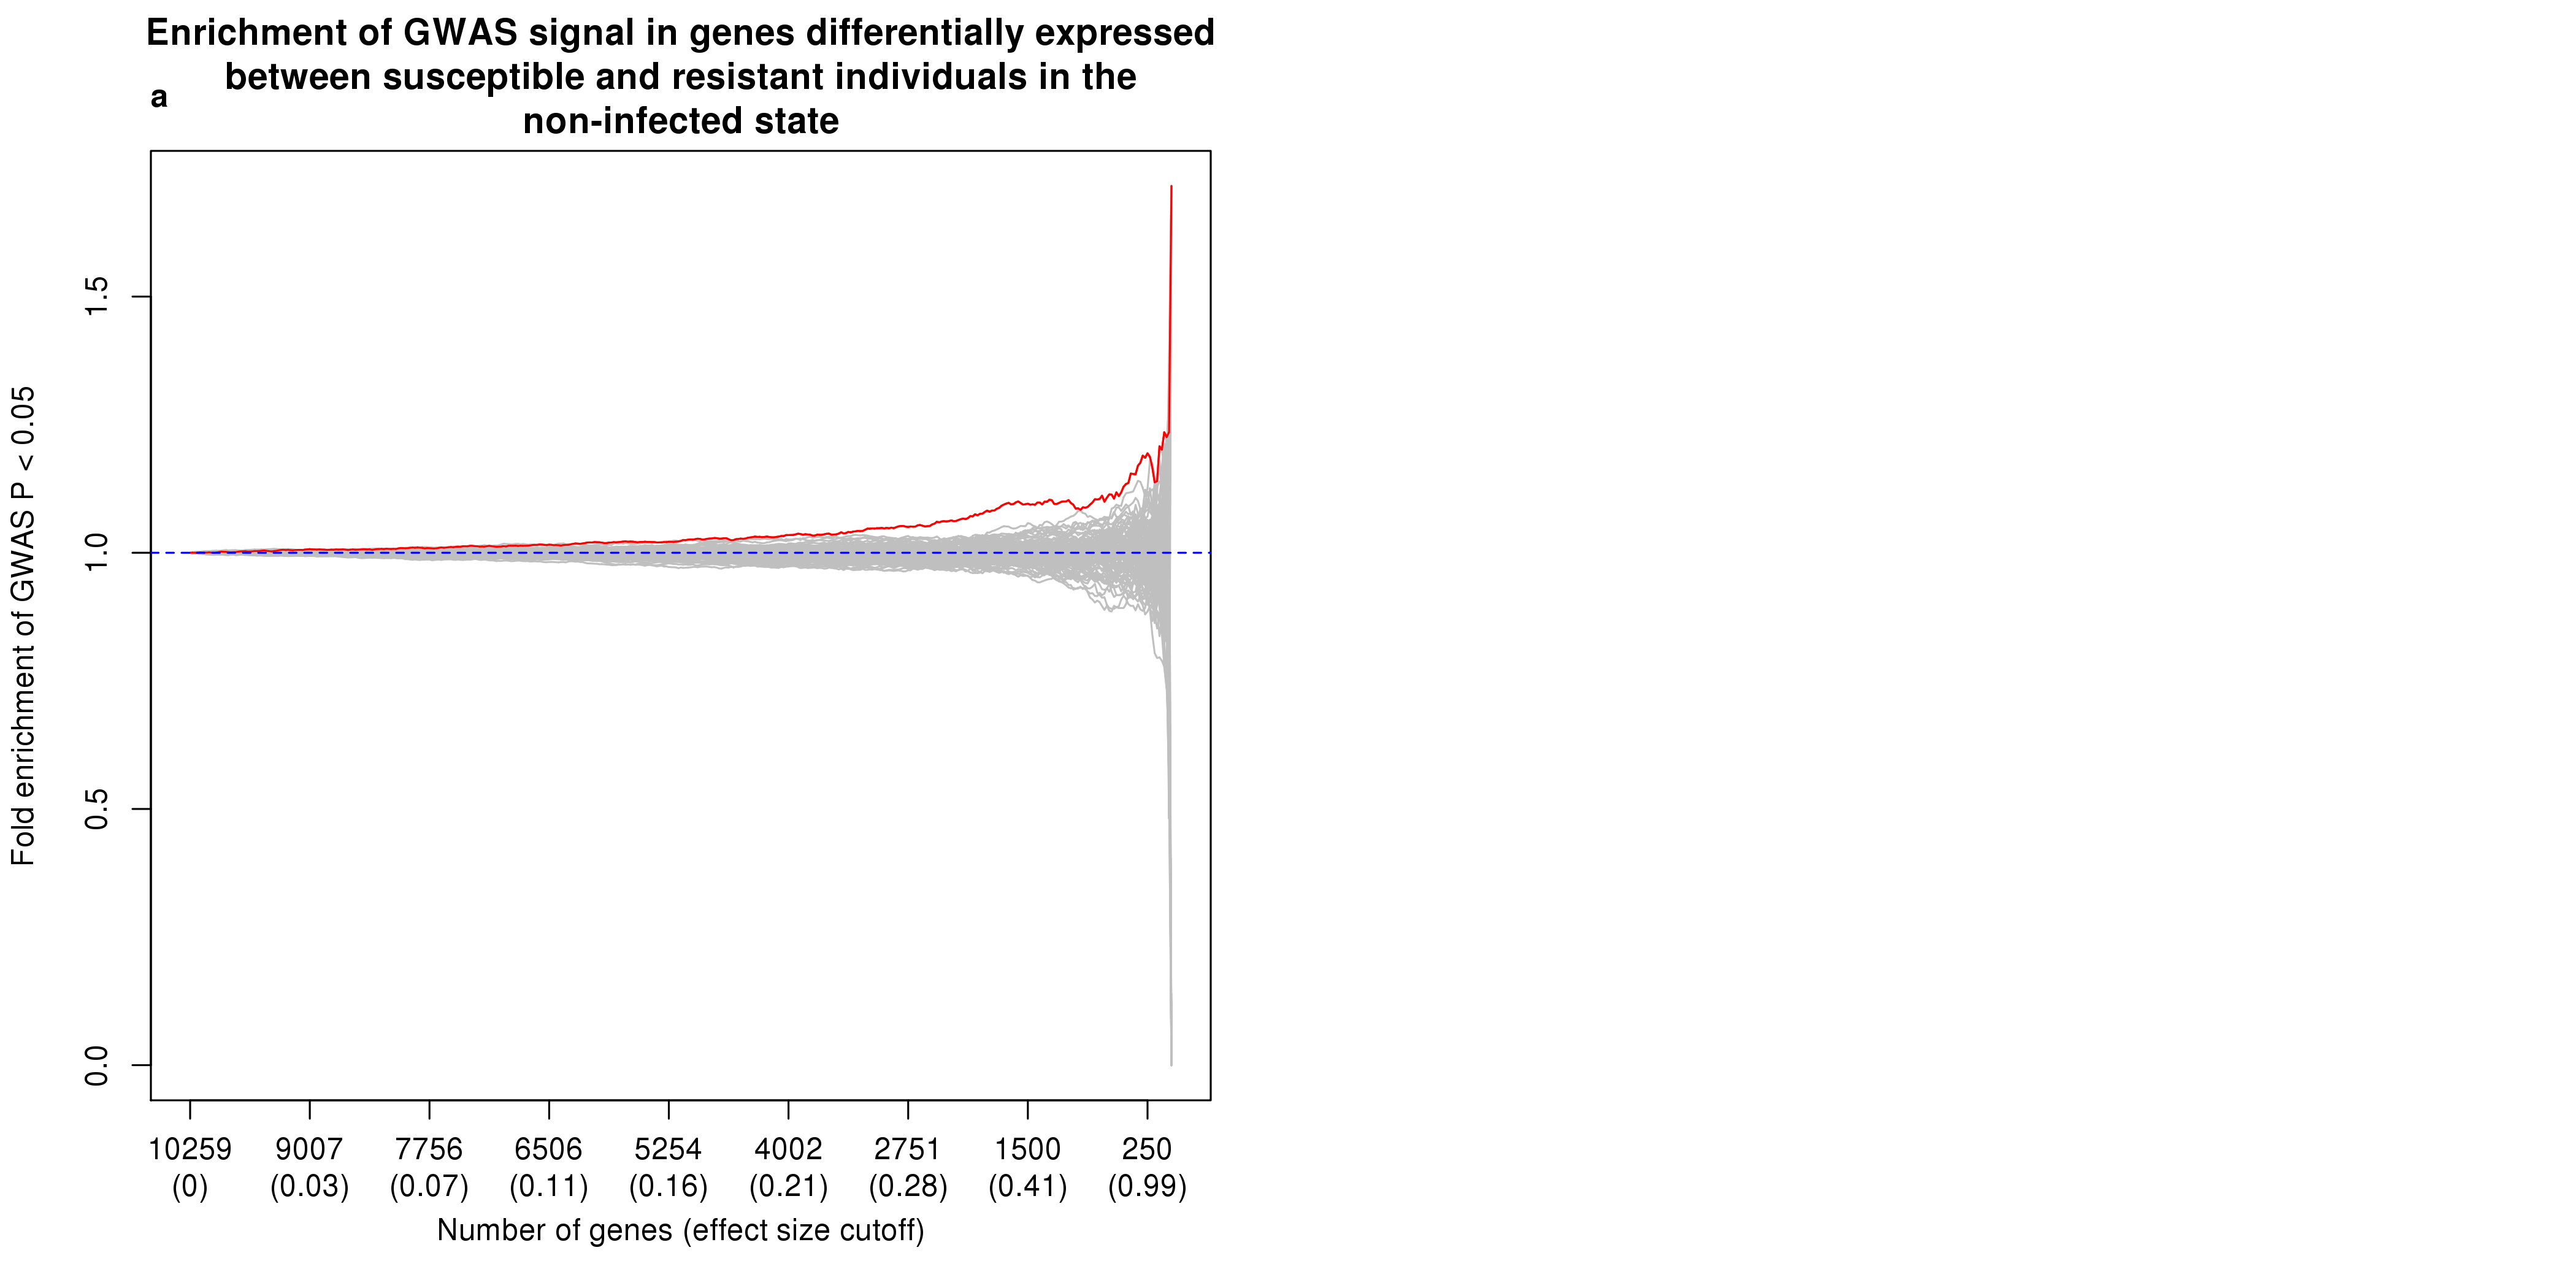 Enrichment of GWAS signal in genes differentially expressed
between susceptible and resistant individuals in the
non-infected state
a
Fold enrichment of GWAS P < 0.05
1.5
1.0
0.5
0.0
10259 9007 7756 6506 5254 4002 2751 1500 250
(0) (0.03) (0.07) (0.11) (0.16) (0.21) (0.28) (0.41) (0.99)
Number of genes (effect size cutoff)